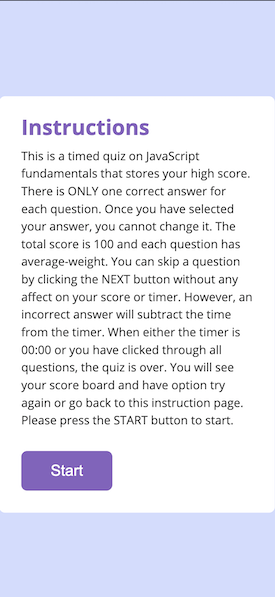 Instructions
This is a timed quiz on JavaScript
fundamentals that stores your high score.
There is ONLY one correct answer for
each question. Once you have selected
your answer, you cannot change it. The
total score is 100 and each question has
average-weight. You can skip a question
by clicking the NEXT button without any
affect on your score or timer. However, an
incorrect answer will subtract the time
from the timer. When either the timer is
00:00 or you have clicked through all
questions, the quiz is over. You will see
your score board and have option try
again or go back to this instruction page.
Please press the START button to start.
Start